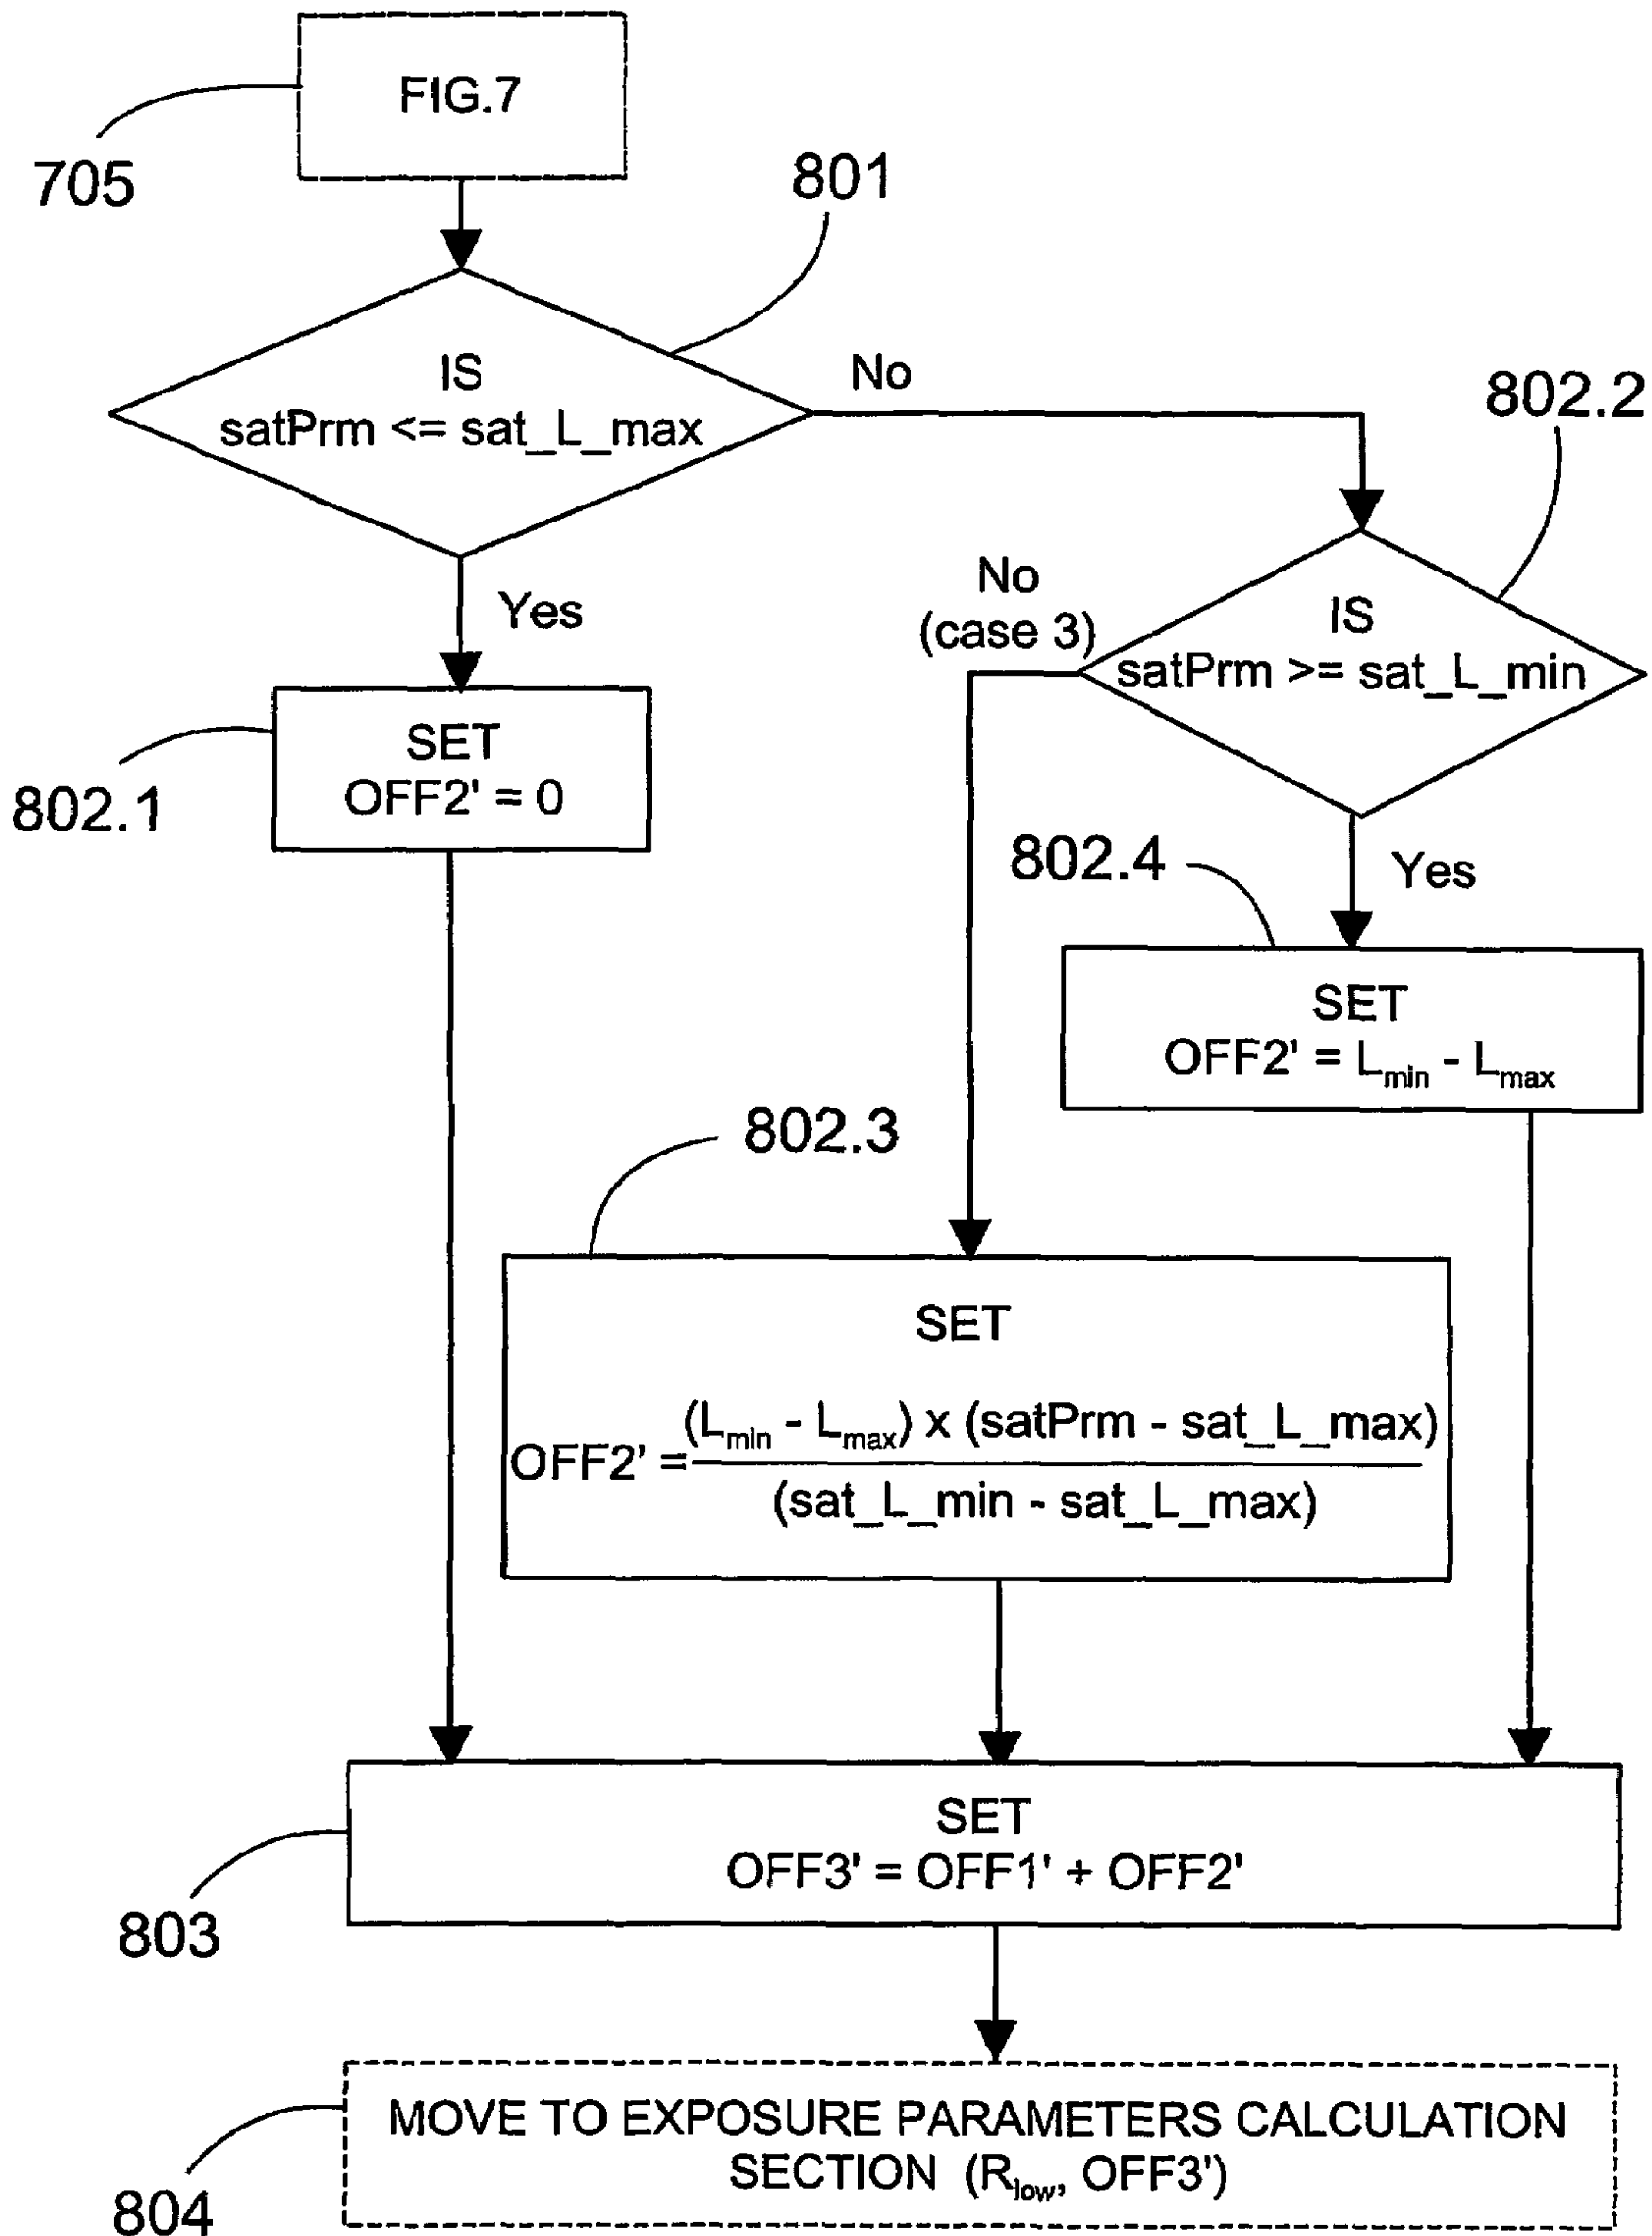 FIG.7
705
801
IS
satPrm <= sat_L_max
No
802.2
Yes
No
(case 3)
IS
satPrm >= sat_L_min
SET
OFF2' = 0
802.1
802.4
Yes
SET
OFF2' = Lmin - Lmax
802.3
SET
(Lmin - Lmax) x (satPrm - sat_L_max)
OFF2' =
(sat_L_min - sat_L_max)
SET
OFF3' = OFF1' + OFF2'
803
MOVE TO EXPOSURE PARAMETERS CALCULATION
SECTION (Rlow, OFF3')
804